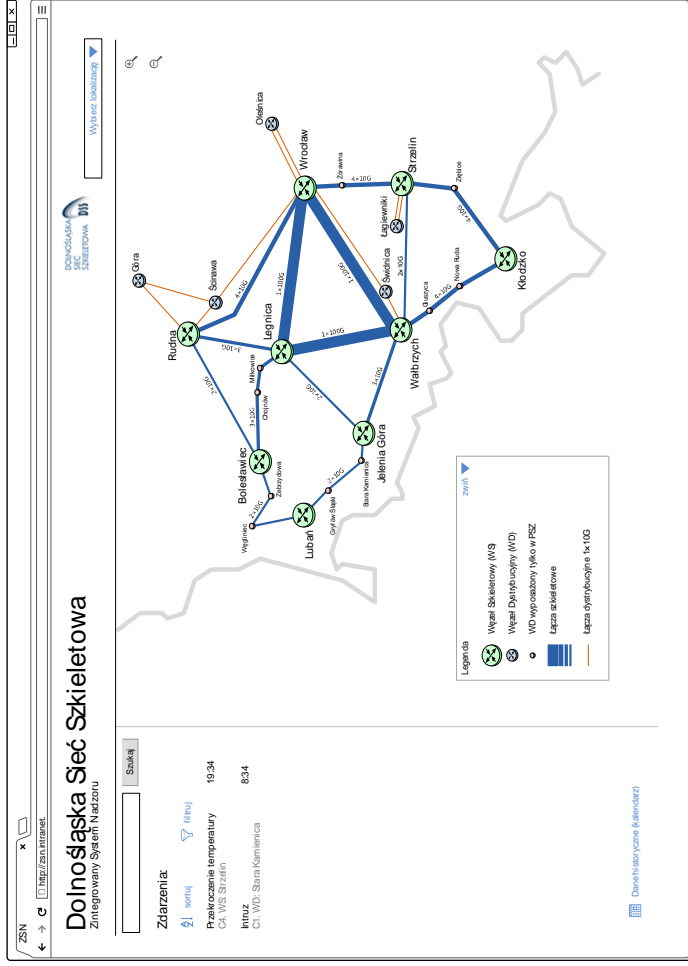 ZSN
http://zsn.intranet.
Dolnośląska Sieć Szkieletowa
Zintegrowany System Nadzoru
DOLNOŚLĄSKA
SIEĆ
SZKIELETOWA DSS
Wybierz lokalizację
Szukaj
Zdarzenia:
sortuj
filtruj
Przekroczenie temperatury 19:34
C4, WS: Strzelin
Intruz 8:34
C1, WD: Stara Kamienica
Dane historyczne (kalendarz)
Góra
Ścinawa
Oleśnica
Rudna
Wrocław
4×10G
3×10G
2×10G
1×100G
Legnica
Miłkowice
Chojnów
3×10G
Bolesławiec
Zebrzydowa
2×10G
Węgliniec
Lubań
Gryfów Śląski
2×10G
Stara Kamienica
Jelenia Góra
2×10G
1×100G
1×100G
3×10G
Świdnica
Wałbrzych
Żórawina
4×10G
Łagiewniki
Strzelin
2x10G
Ziębice
4×10G
Głuszyca
4×10G
Nowa Ruda
Kłodzko
Legenda
zwiń
Węzeł Szkieletowy (WS)
Węzeł Dystrybucyjny (WD)
WD wyposażony tylko w PSZ
Łącza szkieletowe
Łącza dystrybucyjne 1x10G